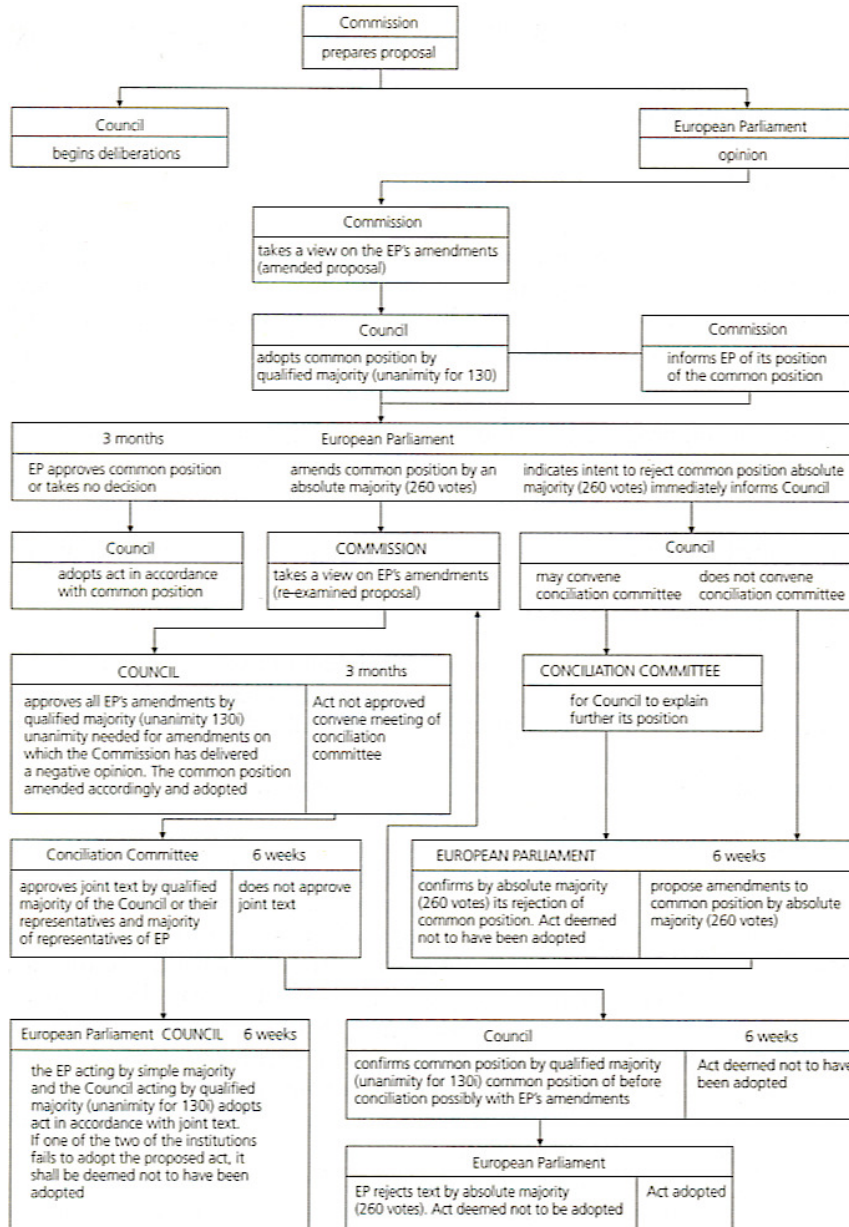 Commission
prepares proposal
Council
begins deliberations
European Parliament
opinion
Commission
takes a view on the EP's amendments
(amended proposal)
Council
adopts common position by
qualified majority (unanimity for 130)
Commission
informs EP of its position
of the common position
3 months
European Parliament
EP approves common position
or takes no decision
amends common position by an
absolute majority (260 votes)
indicates intent to reject common position absolute
majority (260 votes) immediately informs Council
Council
adopts act in accordance
with common position
COMMISSION
takes a view on EP's amendments
(re-examined proposal)
Council
may convene
conciliation committee
does not convene
conciliation committee
COUNCIL
3 months
approves all EP's amendments by
qualified majority (unanimity 130i)
unanimity needed for amendments on
which the Commission has delivered
a negative opinion. The common position
amended accordingly and adopted
Act not approved
convene meeting of
conciliation
committee
CONCILIATION COMMITTEE
for Council to explain
further its position
Conciliation Committee
6 weeks
approves joint text by qualified
majority of the Council or their
representatives and majority
of representatives of EP
does not approve
joint text
EUROPEAN PARLIAMENT
6 weeks
confirms by absolute majority
(260 votes) its rejection of
common position. Act deemed
not to have been adopted
propose amendments to
common position by absolute
majority (260 votes)
European Parliament COUNCIL 6 weeks
the EP acting by simple majority
and the Council acting by qualified
majority (unanimity for 130i) adopts
act in accordance with joint text.
If one of the two of the institutions
fails to adopt the proposed act, it
shall be deemed not to have been
adopted
Council
6 weeks
confirms common position by qualified majority
(unanimity for 130i) common position of before
conciliation possibly with EP's amendments
Act deemed not to have
been adopted
European Parliament
EP rejects text by absolute majority
(260 votes). Act deemed not to be adopted
Act adopted